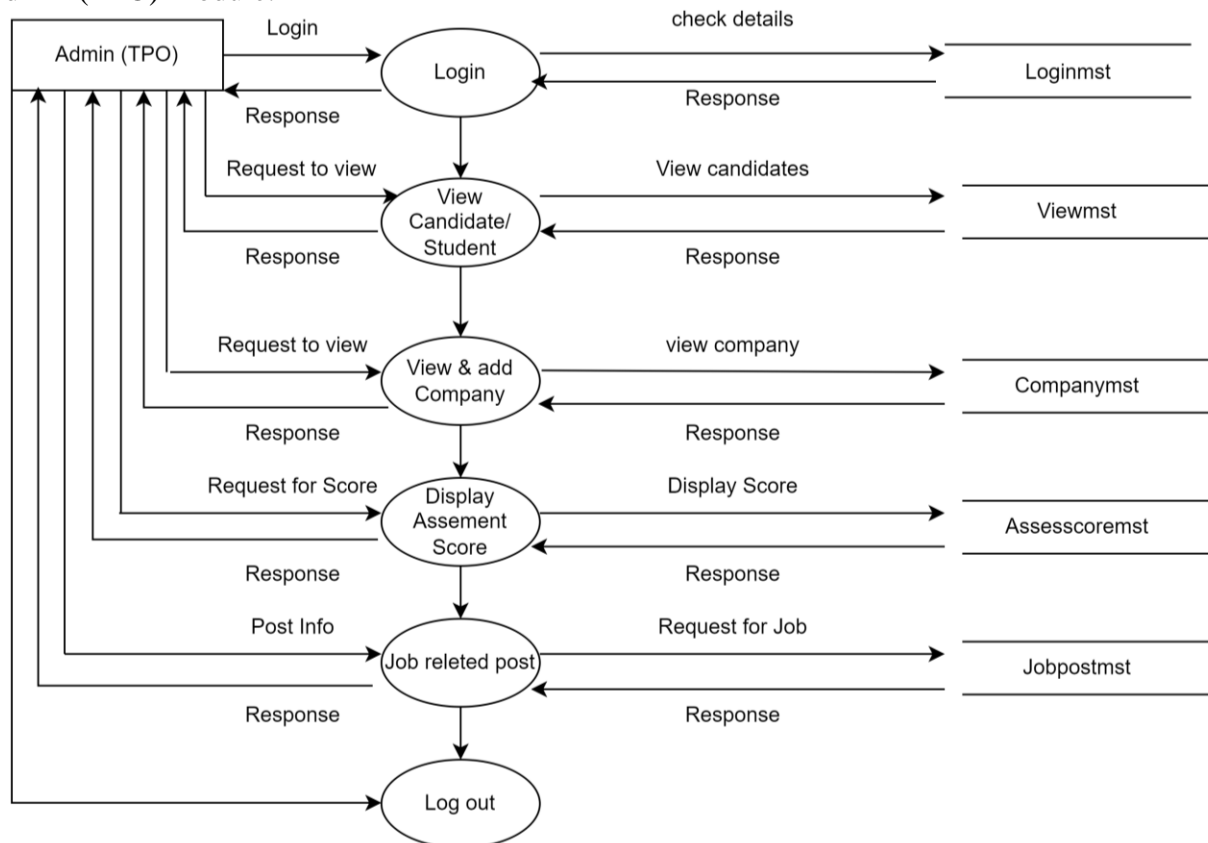 Login
check details
Admin (TPO)
Login
Loginmst
Response
Response
Request to view
View candidates
View
Candidate/
Student
Viewmst
Response
Response
Request to view
view company
View & add
Company
Companymst
Response
Response
Request for Score
Display Score
Display
Assement
Score
Assesscoremst
Response
Response
Post Info
Request for Job
Job releted post
Jobpostmst
Response
Response
Log out